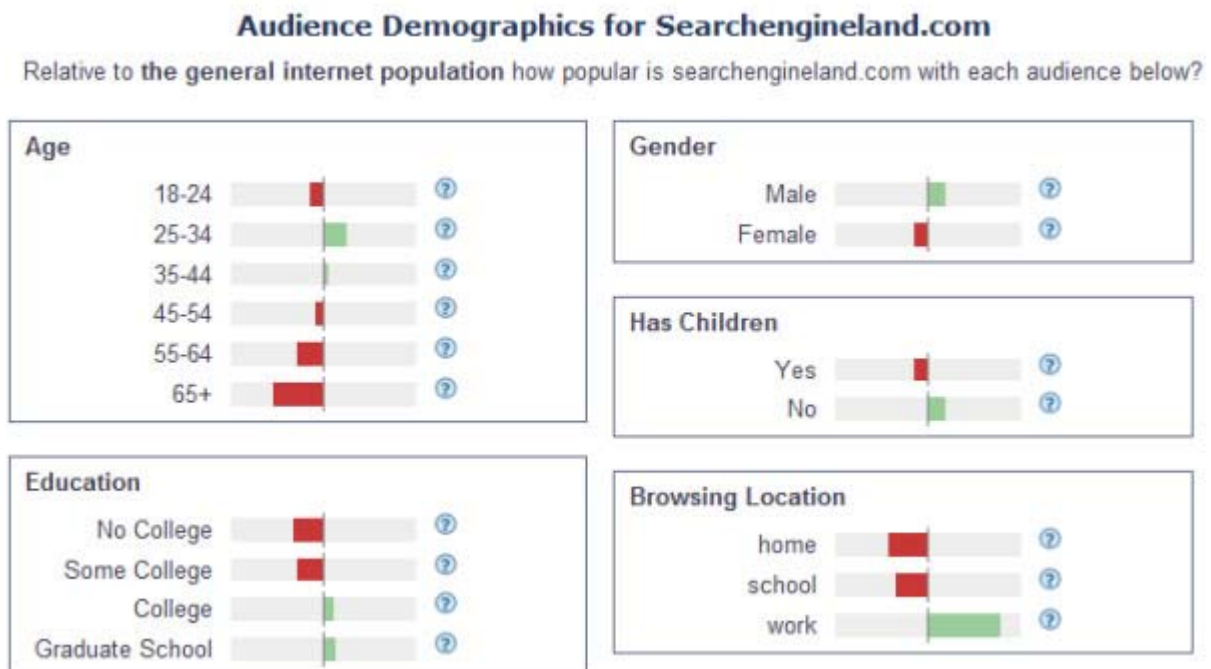 Audience Demographics for Searchengineland.com
Relative to the general internet population how popular is searchengineland.com with each audience below?
Age
18-24 ?
25-34 ?
35-44 ?
45-54 ?
55-64 ?
65+ ?
Education
No College ?
Some College ?
College ?
Graduate School ?
Gender
Male ?
Female ?
Has Children
Yes ?
No ?
Browsing Location
home ?
school ?
work ?